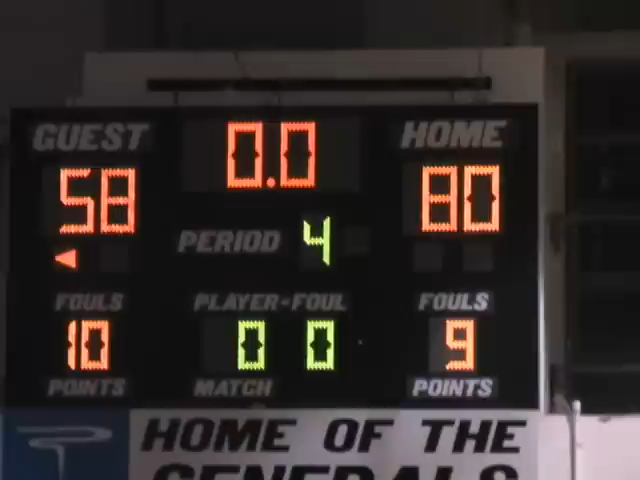 GUEST 0.0 HOME
58 80
PERIOD 4
FOULS PLAYER-FOUL FOULS
10 0 0 9
POINTS MATCH POINTS
HOME OF THE
GENERALS